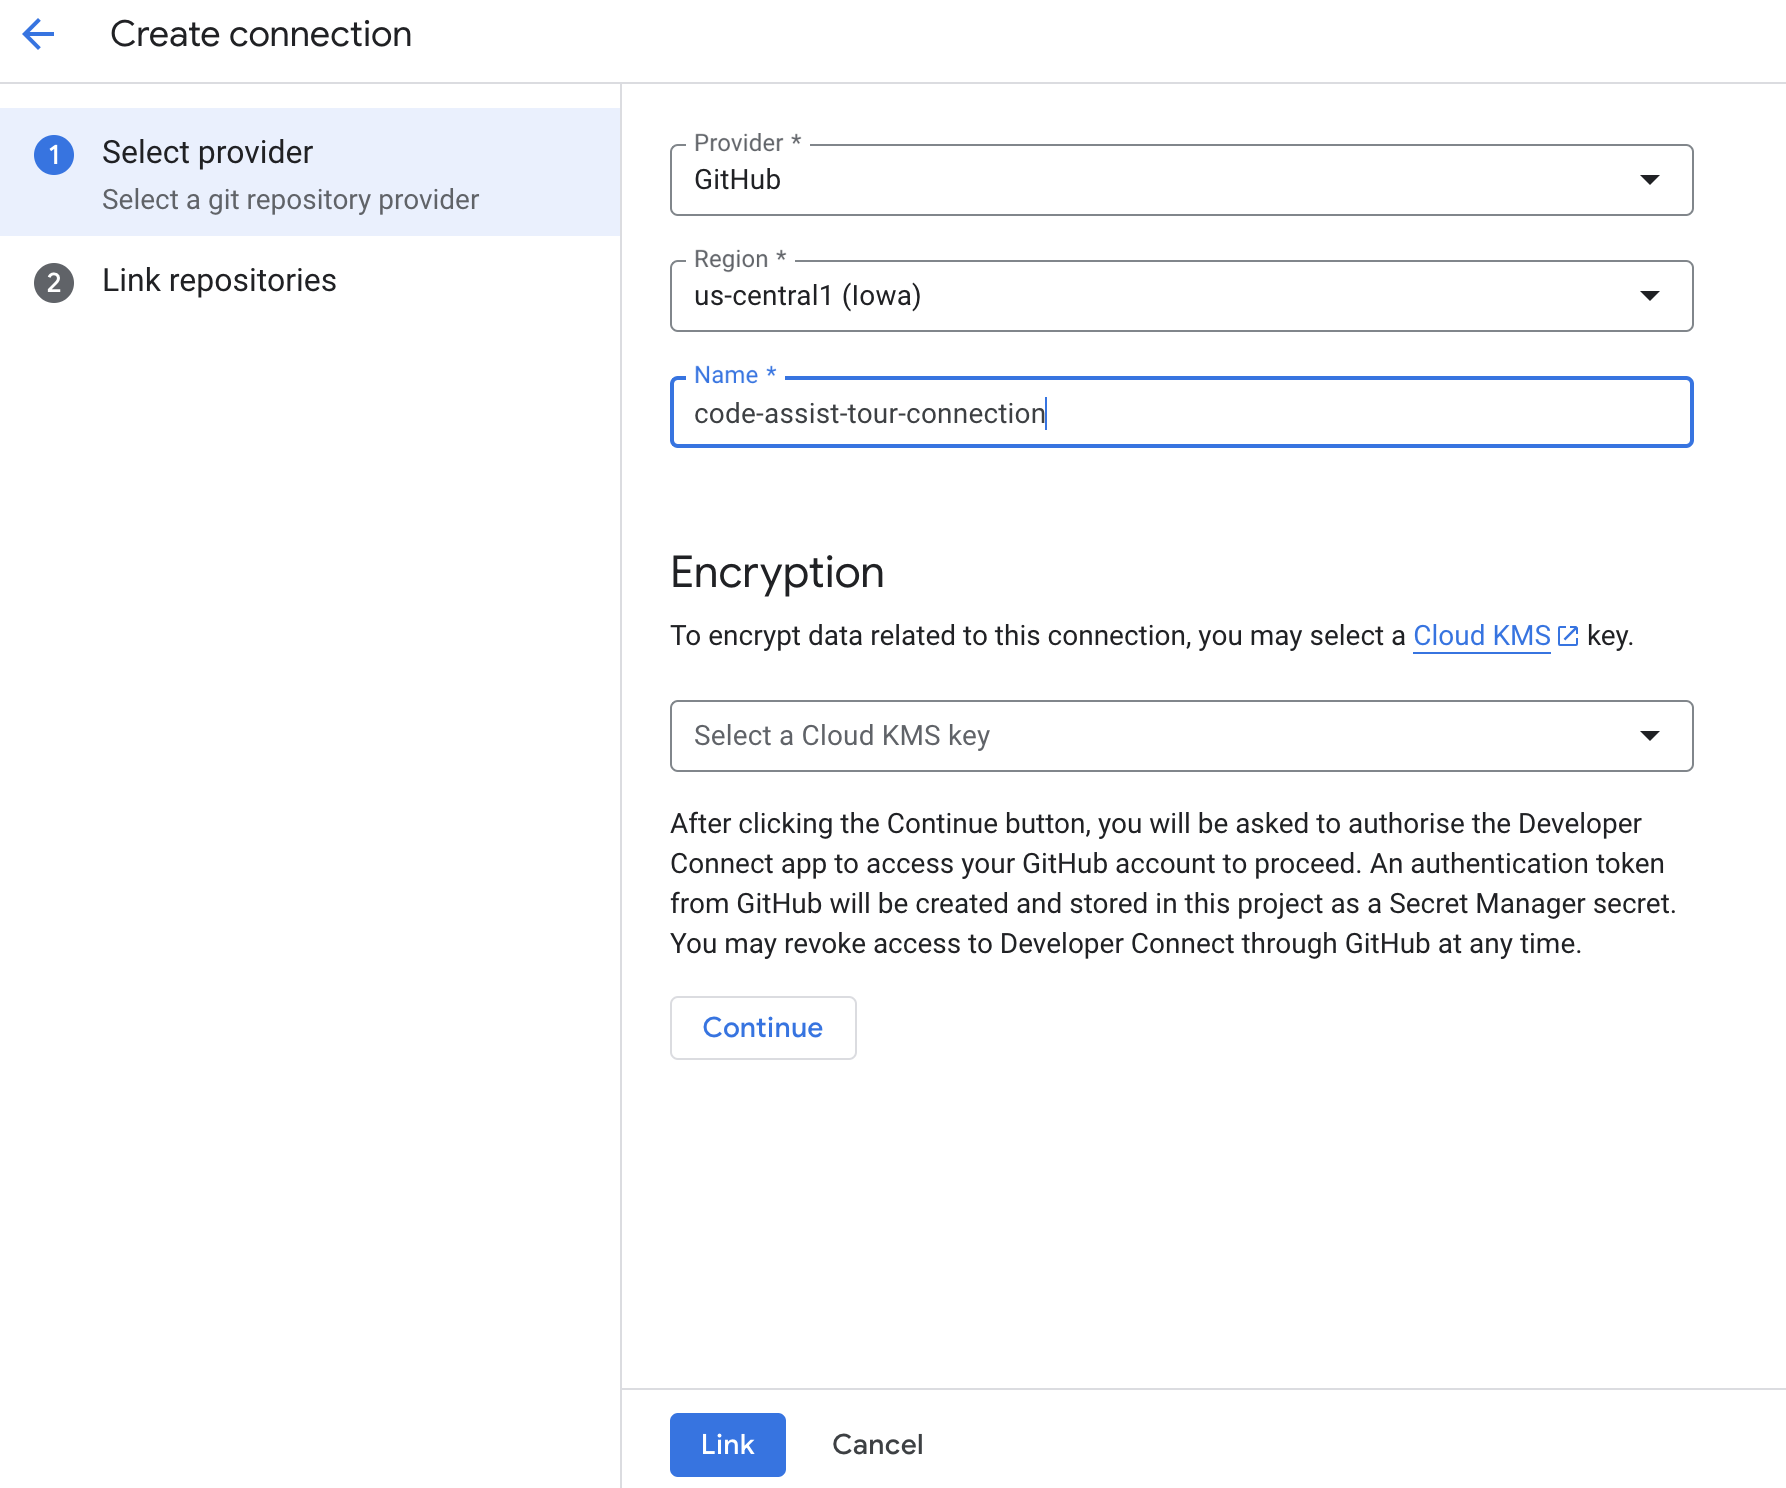 Create connection
1
Select provider
Select a git repository provider
2
Link repositories
Provider *
GitHub
Region *
us-central1 (Iowa)
Name *
code-assist-tour-connection
Encryption
To encrypt data related to this connection, you may select a Cloud KMS key.
Select a Cloud KMS key
After clicking the Continue button, you will be asked to authorise the Developer
Connect app to access your GitHub account to proceed. An authentication token
from GitHub will be created and stored in this project as a Secret Manager secret.
You may revoke access to Developer Connect through GitHub at any time.
Continue
Link
Cancel